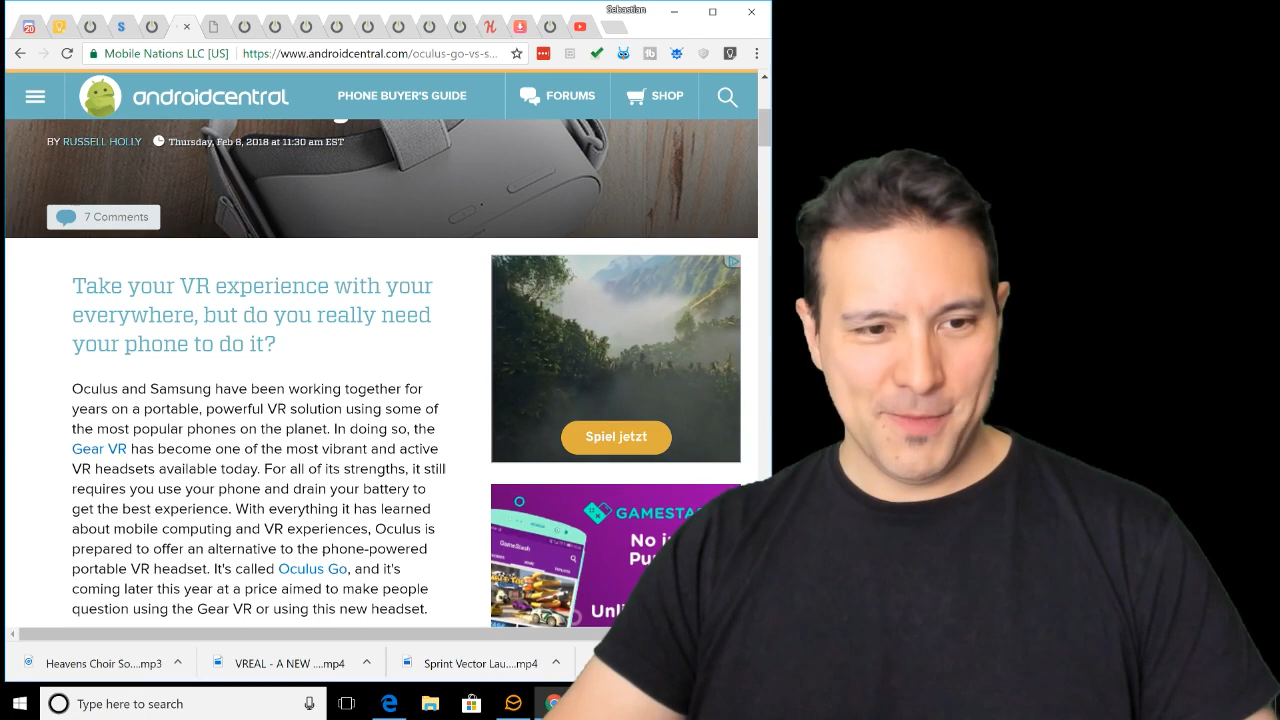 Sebastian
20
Mobile Nations LLC [US]
https://www.androidcentral.com/oculus-go-vs-s...
androidcentral
PHONE BUYER'S GUIDE
FORUMS
SHOP
BY RUSSELL HOLLY
Thursday, Feb 8, 2018 at 11:30 am EST
7 Comments
Take your VR experience with your
everywhere, but do you really need
your phone to do it?
Oculus and Samsung have been working together for
years on a portable, powerful VR solution using some of
the most popular phones on the planet. In doing so, the
Gear VR has become one of the most vibrant and active
VR headsets available today. For all of its strengths, it still
requires you use your phone and drain your battery to
get the best experience. With everything it has learned
about mobile computing and VR experiences, Oculus is
prepared to offer an alternative to the phone-powered
portable VR headset. It's called Oculus Go, and it's
coming later this year at a price aimed to make people
question using the Gear VR or using this new headset.
Spiel jetzt
GAMESTA
No i
Pur
Unli
GameStash
Heavens Choir So....mp3
VREAL - A NEW ....mp4
Sprint Vector Lau....mp4
Type here to search